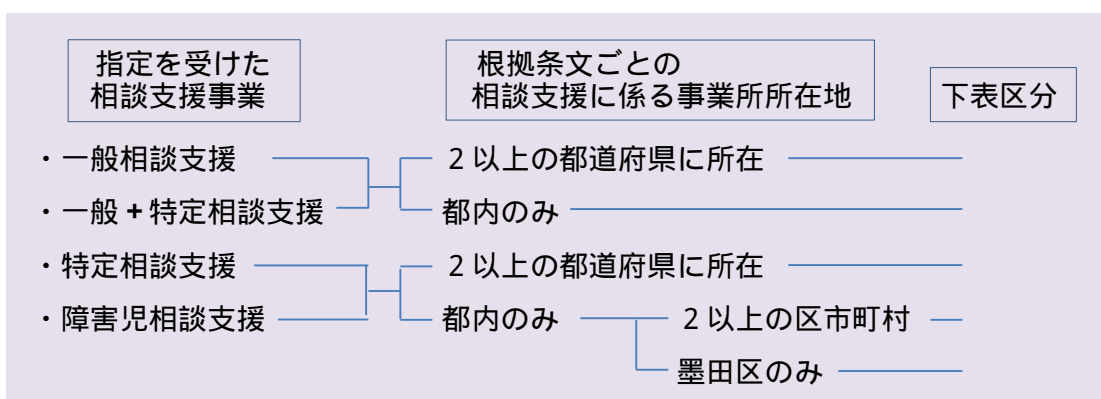 指定を受けた
相談支援事業
根拠条文ごとの
相談支援に係る事業所所在地
下表区分
・一般相談支援
2以上の都道府県に所在
・一般+特定相談支援
都内のみ
・特定相談支援
2以上の都道府県に所在
・障害児相談支援
都内のみ
2以上の区市町村
墨田区のみ